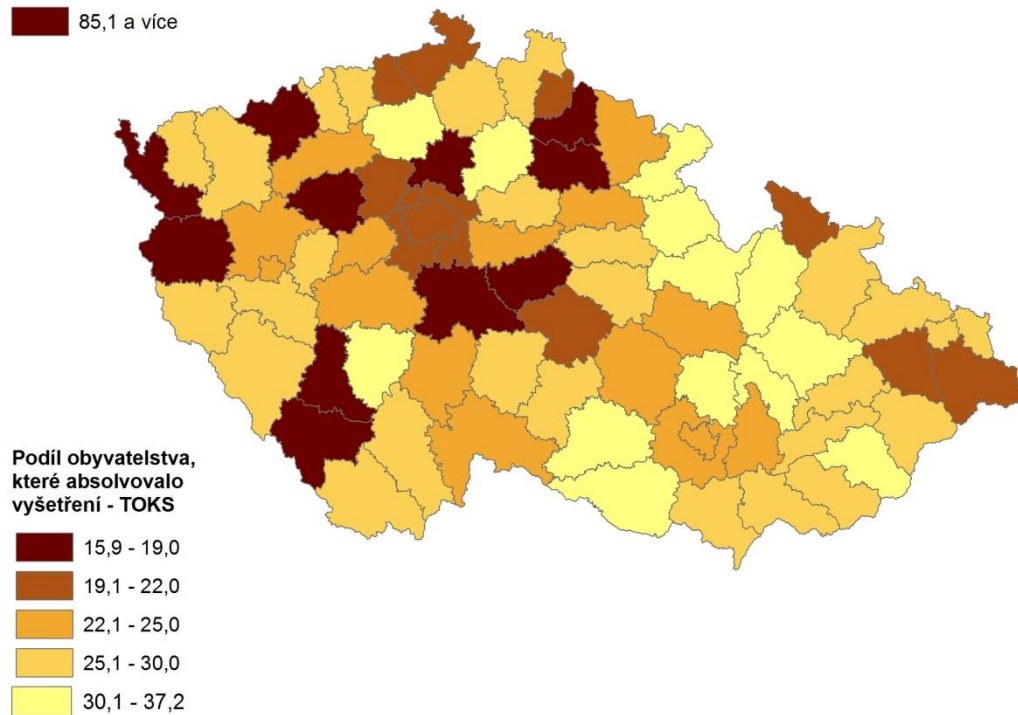 85,1 a více
Podíl obyvatelstva,
které absolvovalo
vyšetření - TOKS
15,9 - 19,0
19,1 - 22,0
22,1 - 25,0
25,1 - 30,0
30,1 - 37,2